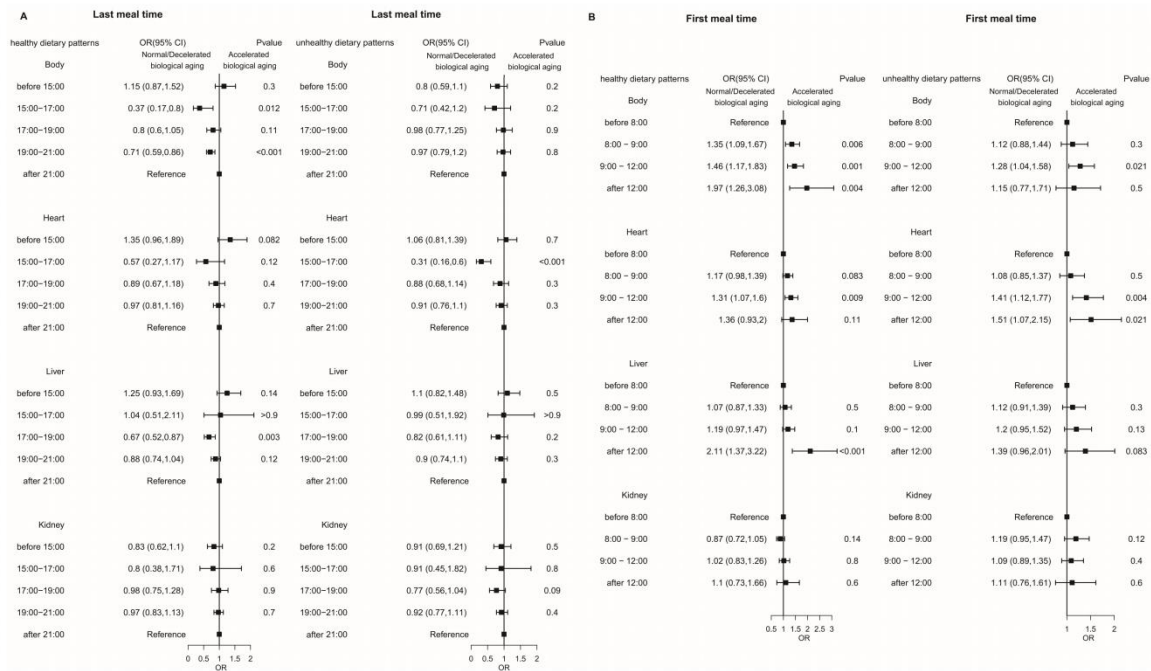 A
Last meal time
Last meal time
healthy dietary patterns OR(95% CI) Pvalue unhealthy dietary patterns OR(95% CI) Pvalue
Normal/Decelerated biological aging Accelerated biological aging Normal/Decelerated biological aging Accelerated biological aging
Body Body
before 15:00 1.15 (0.87,1.52) 0.3 before 15:00 0.8 (0.59,1.1) 0.2
15:00−17:00 0.37 (0.17,0.8) 0.012 15:00−17:00 0.71 (0.42,1.2) 0.2
17:00−19:00 0.8 (0.6,1.05) 0.11 17:00−19:00 0.98 (0.77,1.25) 0.9
19:00−21:00 0.71 (0.59,0.86) <0.001 19:00−21:00 0.97 (0.79,1.2) 0.8
after 21:00 Reference after 21:00 Reference
Heart Heart
before 15:00 1.35 (0.96,1.89) 0.082 before 15:00 1.06 (0.81,1.39) 0.7
15:00−17:00 0.57 (0.27,1.17) 0.12 15:00−17:00 0.31 (0.16,0.6) <0.001
17:00−19:00 0.89 (0.67,1.18) 0.4 17:00−19:00 0.88 (0.68,1.14) 0.3
19:00−21:00 0.97 (0.81,1.16) 0.7 19:00−21:00 0.91 (0.76,1.1) 0.3
after 21:00 Reference after 21:00 Reference
Liver Liver
before 15:00 1.25 (0.93,1.69) 0.14 before 15:00 1.1 (0.82,1.48) 0.5
15:00−17:00 1.04 (0.51,2.11) >0.9 15:00−17:00 0.99 (0.51,1.92) >0.9
17:00−19:00 0.67 (0.52,0.87) 0.003 17:00−19:00 0.82 (0.61,1.11) 0.2
19:00−21:00 0.88 (0.74,1.04) 0.12 19:00−21:00 0.9 (0.74,1.1) 0.3
after 21:00 Reference after 21:00 Reference
Kidney Kidney
before 15:00 0.83 (0.62,1.1) 0.2 before 15:00 0.91 (0.69,1.21) 0.5
15:00−17:00 0.8 (0.38,1.71) 0.6 15:00−17:00 0.91 (0.45,1.82) 0.8
17:00−19:00 0.98 (0.75,1.28) 0.9 17:00−19:00 0.77 (0.56,1.04) 0.09
19:00−21:00 0.97 (0.83,1.13) 0.7 19:00−21:00 0.92 (0.77,1.11) 0.4
after 21:00 Reference after 21:00 Reference
0 0.5 1 1.5 2 0 0.5 1 1.5 2
OR OR
B
First meal time
First meal time
healthy dietary patterns OR(95% CI) Pvalue unhealthy dietary patterns OR(95% CI) Pvalue
Normal/Decelerated biological aging Accelerated biological aging Normal/Decelerated biological aging Accelerated biological aging
Body Body
before 8:00 Reference before 8:00 Reference
8:00 − 9:00 1.35 (1.09,1.67) 0.006 8:00 − 9:00 1.12 (0.88,1.44) 0.3
9:00 − 12:00 1.46 (1.17,1.83) 0.001 9:00 − 12:00 1.28 (1.04,1.58) 0.021
after 12:00 1.97 (1.26,3.08) 0.004 after 12:00 1.15 (0.77,1.71) 0.5
Heart Heart
before 8:00 Reference before 8:00 Reference
8:00 − 9:00 1.17 (0.98,1.39) 0.083 8:00 − 9:00 1.08 (0.85,1.37) 0.5
9:00 − 12:00 1.31 (1.07,1.6) 0.009 9:00 − 12:00 1.41 (1.12,1.77) 0.004
after 12:00 1.36 (0.93,2) 0.11 after 12:00 1.51 (1.07,2.15) 0.021
Liver Liver
before 8:00 Reference before 8:00 Reference
8:00 − 9:00 1.07 (0.87,1.33) 0.5 8:00 − 9:00 1.12 (0.91,1.39) 0.3
9:00 − 12:00 1.19 (0.97,1.47) 0.1 9:00 − 12:00 1.2 (0.95,1.52) 0.13
after 12:00 2.11 (1.37,3.22) <0.001 after 12:00 1.39 (0.96,2.01) 0.083
Kidney Kidney
before 8:00 Reference before 8:00 Reference
8:00 − 9:00 0.87 (0.72,1.05) 0.14 8:00 − 9:00 1.19 (0.95,1.47) 0.12
9:00 − 12:00 1.02 (0.83,1.26) 0.8 9:00 − 12:00 1.09 (0.89,1.35) 0.4
after 12:00 1.1 (0.73,1.66) 0.6 after 12:00 1.11 (0.76,1.61) 0.6
0.5 1 1.5 2 2.5 3 1 1.5 2
OR OR